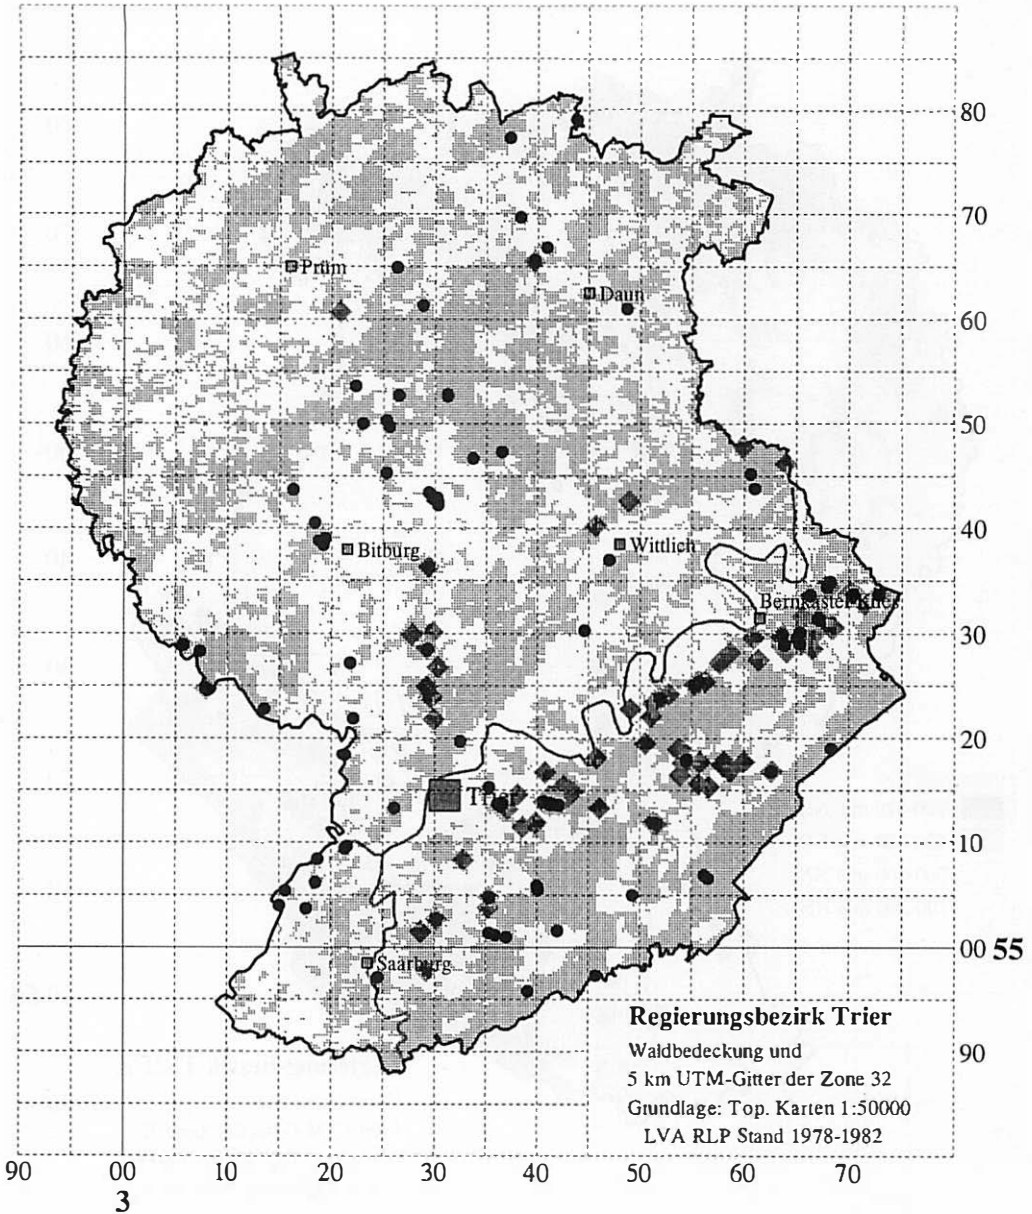 80
70
Prüm
Daun
60
50
40
Wittlich
Bitburg
Bernkastel-Kues
30
20
Trier
10
00 55
Saarburg
Regierungsbezirk Trier
Waldbedeckung und
90
5 km UTM-Gitter der Zone 32
Grundlage: Top. Karten 1:50000
LVA RLP Stand 1978-1982
90 00 10 20 30 40 50 60 70
3